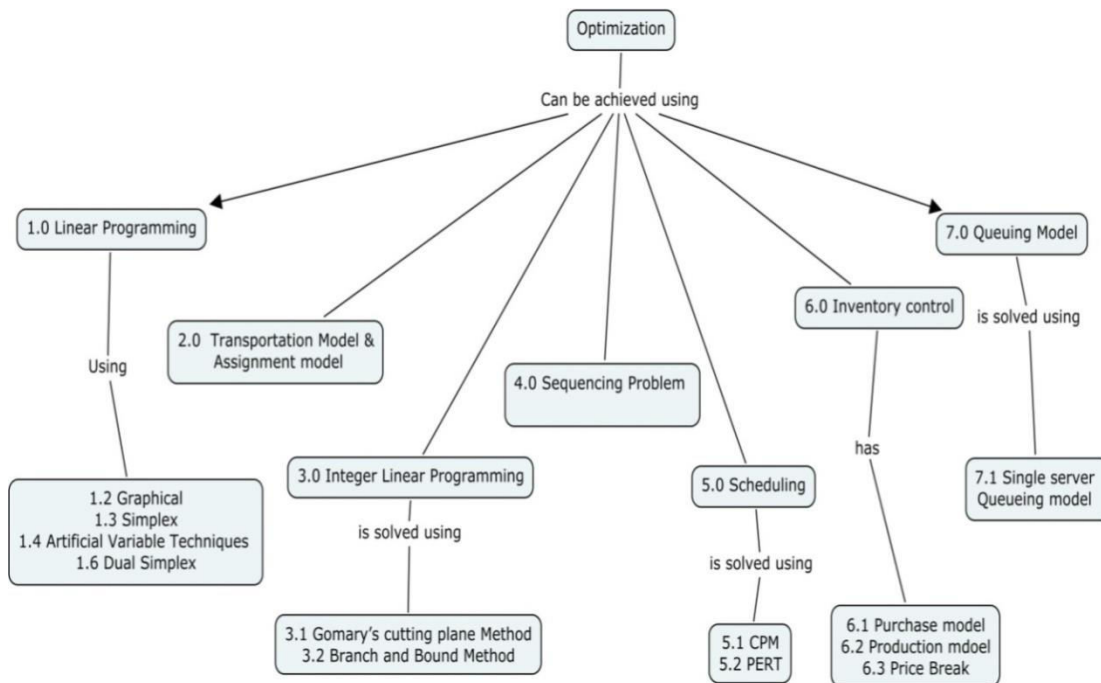 Optimization
Can be achieved using
1.0 Linear Programming
7.0 Queuing Model
6.0 Inventory control
is solved using
2.0 Transportation Model &
Assignment model
Using
4.0 Sequencing Problem
has
3.0 Integer Linear Programming
5.0 Scheduling
7.1 Single server
Queueing model
1.2 Graphical
1.3 Simplex
1.4 Artificial Variable Techniques
1.6 Dual Simplex
is solved using
is solved using
3.1 Gomary's cutting plane Method
3.2 Branch and Bound Method
5.1 CPM
5.2 PERT
6.1 Purchase model
6.2 Production mdoel
6.3 Price Break